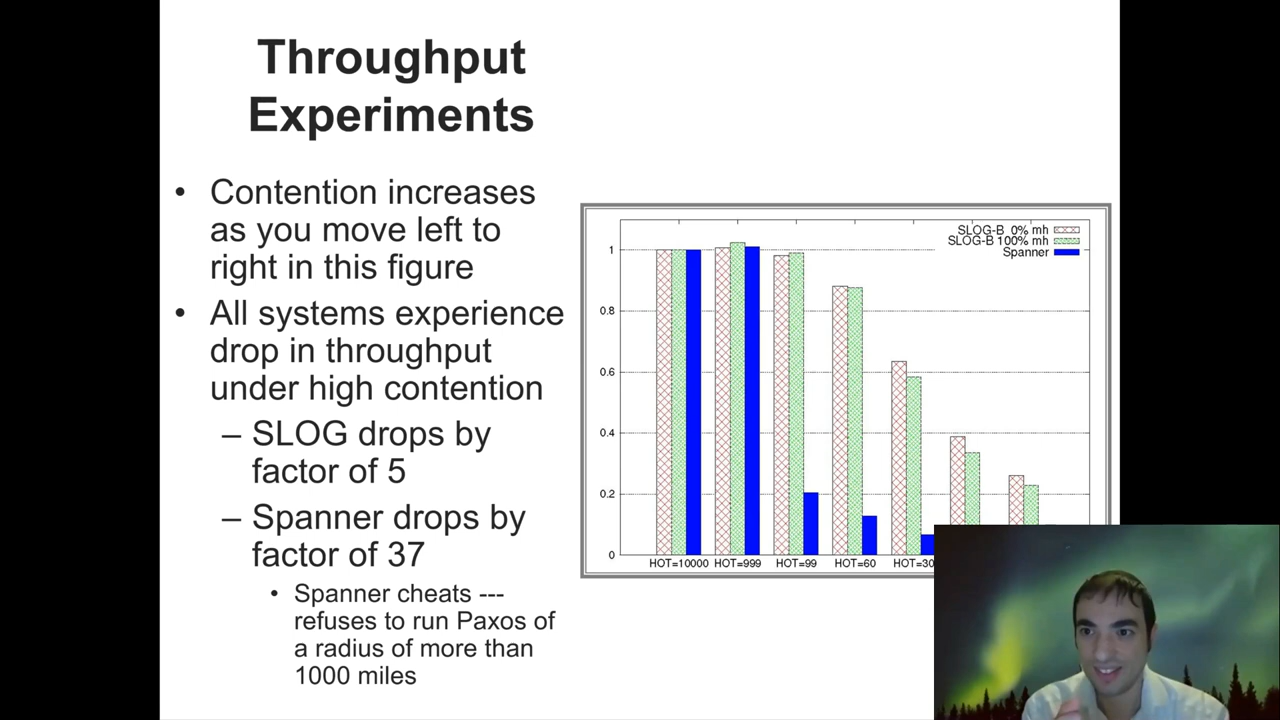 Throughput
Experiments
• Contention increases
as you move left to
right in this figure
• All systems experience
drop in throughput
under high contention
– SLOG drops by
factor of 5
– Spanner drops by
factor of 37
• Spanner cheats ---
refuses to run Paxos of
a radius of more than
1000 miles
SLOG-B 0% mh
SLOG-B 100% mh
Spanner
1
0.8
0.6
0.4
0.2
0
HOT=10000 HOT=999 HOT=99 HOT=60 HOT=30